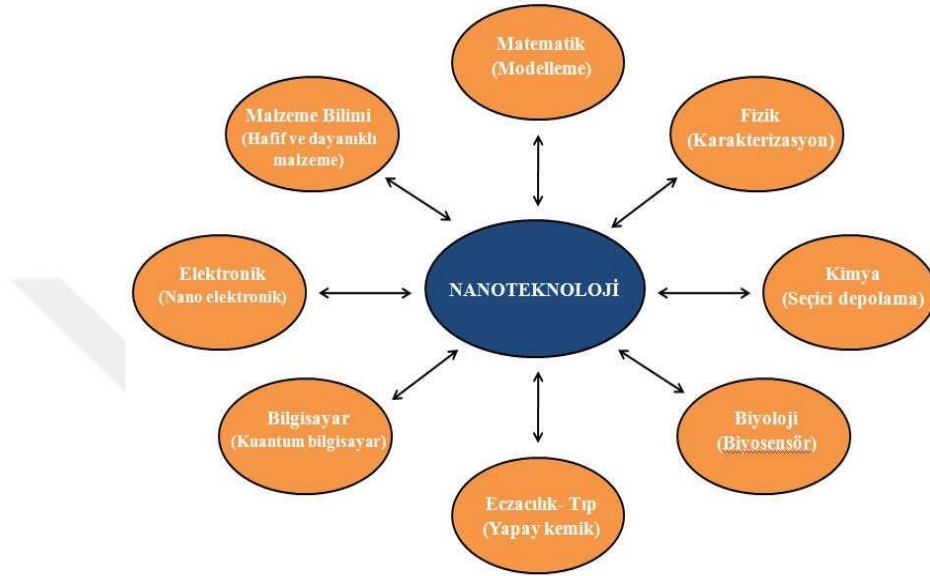 Matematik
(Modelleme)
Malzeme Bilimi
(Hafif ve dayanıklı
malzeme)
Fizik
(Karakterizasyon)
Elektronik
(Nano elektronik)
NANOTEKNOLOJİ
Kimya
(Seçici depolama)
Bilgisayar
(Kuantum bilgisayar)
Biyoloji
(Biyosensör)
Eczacılık- Tıp
(Yapay kemik)